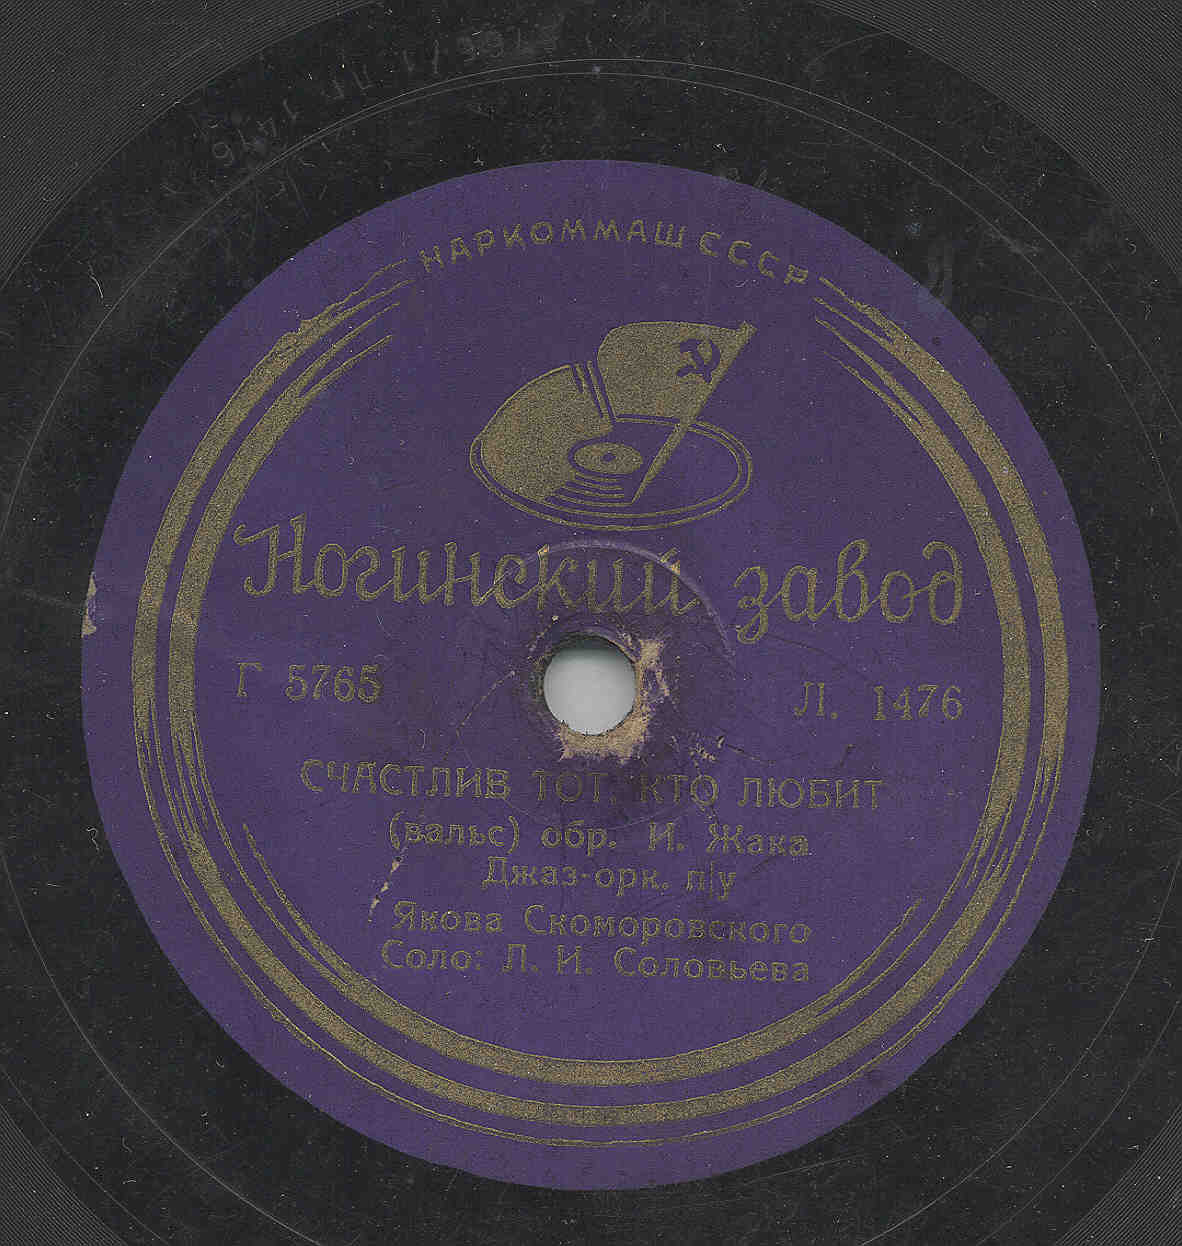 НАРКОММАШ СССР
Ногинский завод
Г 5765
Л. 1476
СЧАСТЛИВ ТОТ, КТО ЛЮБИТ
(вальс) обр. И. Жака
Джаз-орк. п/у
Якова Скоморовского
Соло: Л. И. Соловьева